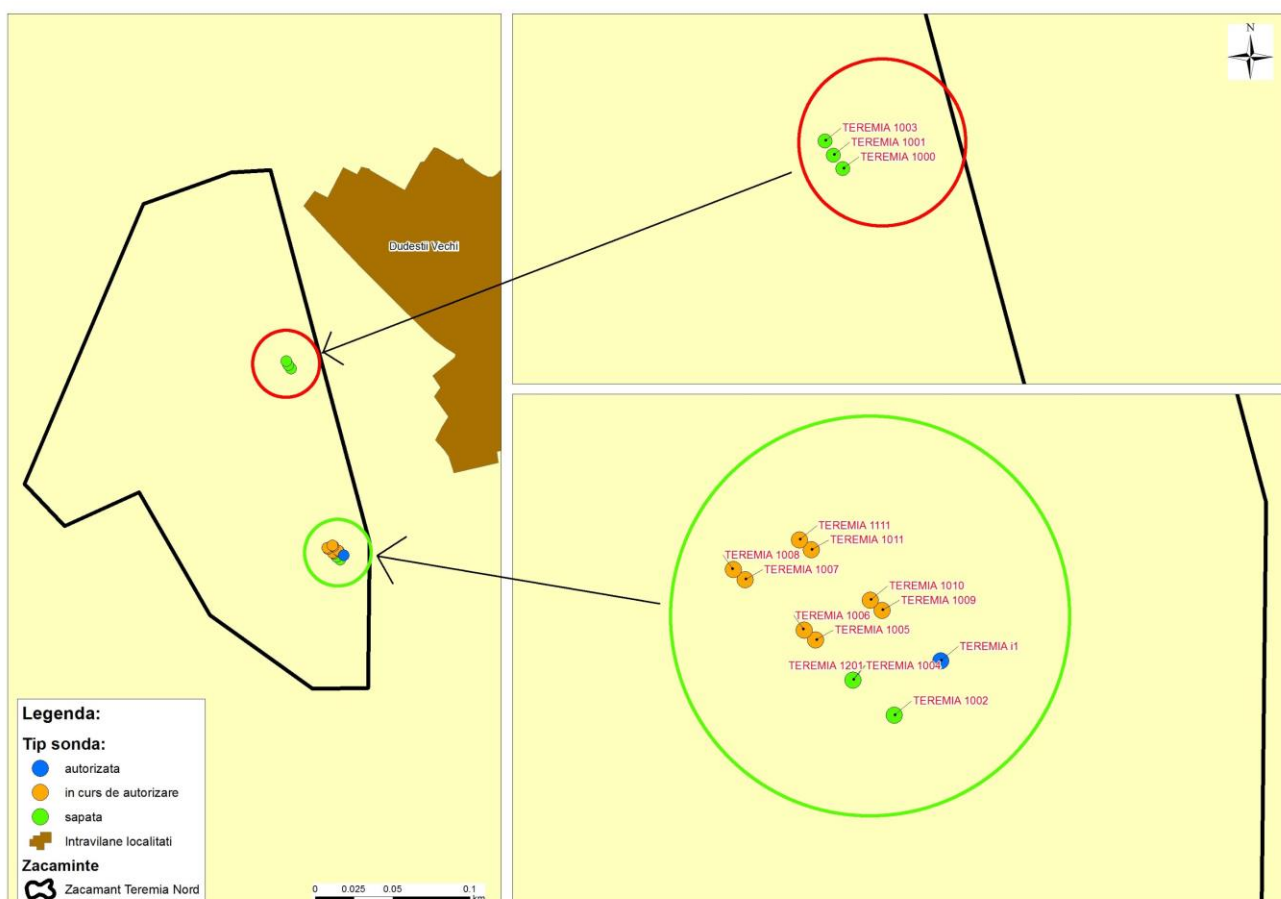 Dudestii Vechi
Legenda:
Tip sonda:
autorizata
in curs de autorizare
sapata
Intravilane localitati
Zacaminte
Zacamant Teremia Nord
0 0.025 0.05 0.1
km
N
TEREMIA 1003
TEREMIA 1001
TEREMIA 1000
TEREMIA 1111
TEREMIA 1011
TEREMIA 1008
TEREMIA 1007
TEREMIA 1010
TEREMIA 1009
TEREMIA 1006
TEREMIA 1005
TEREMIA i1
TEREMIA 1201 TEREMIA 1004
TEREMIA 1002